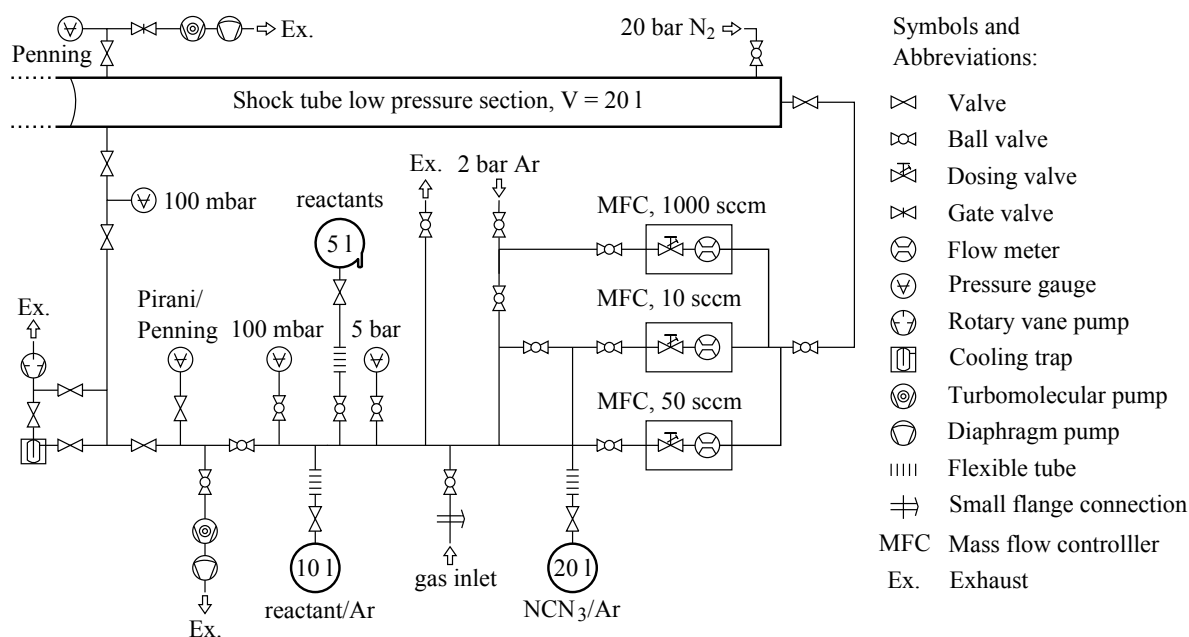 Penning
Ex.
20 bar N2
Shock tube low pressure section, V = 20 l
100 mbar
Ex.
2 bar Ar
reactants
5 l
MFC, 1000 sccm
Ex.
Pirani/
Penning
100 mbar
5 bar
MFC, 10 sccm
MFC, 50 sccm
10 l
reactant/Ar
gas inlet
20 l
NCN3/Ar
Ex.
Symbols and
Abbreviations:
Valve
Ball valve
Dosing valve
Gate valve
Flow meter
Pressure gauge
Rotary vane pump
Cooling trap
Turbomolecular pump
Diaphragm pump
Flexible tube
Small flange connection
MFC Mass flow controlller
Ex. Exhaust